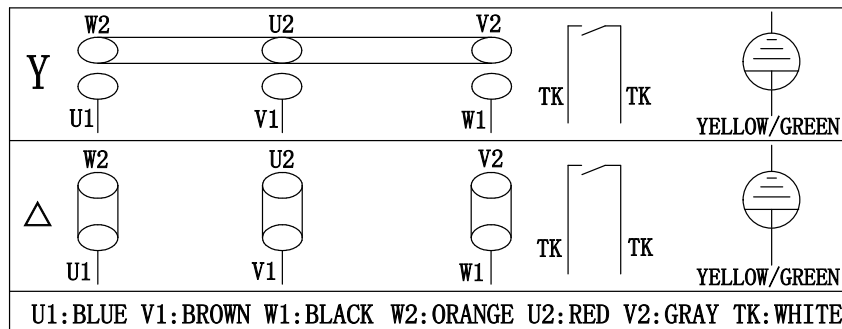 W2 U2 V2
Y
TK TK
U1 V1 W1
YELLOW/GREEN
W2 U2 V2
△
TK TK
U1 V1 W1
YELLOW/GREEN
U1:BLUE V1:BROWN W1:BLACK W2:ORANGE U2:RED V2:GRAY TK:WHITE